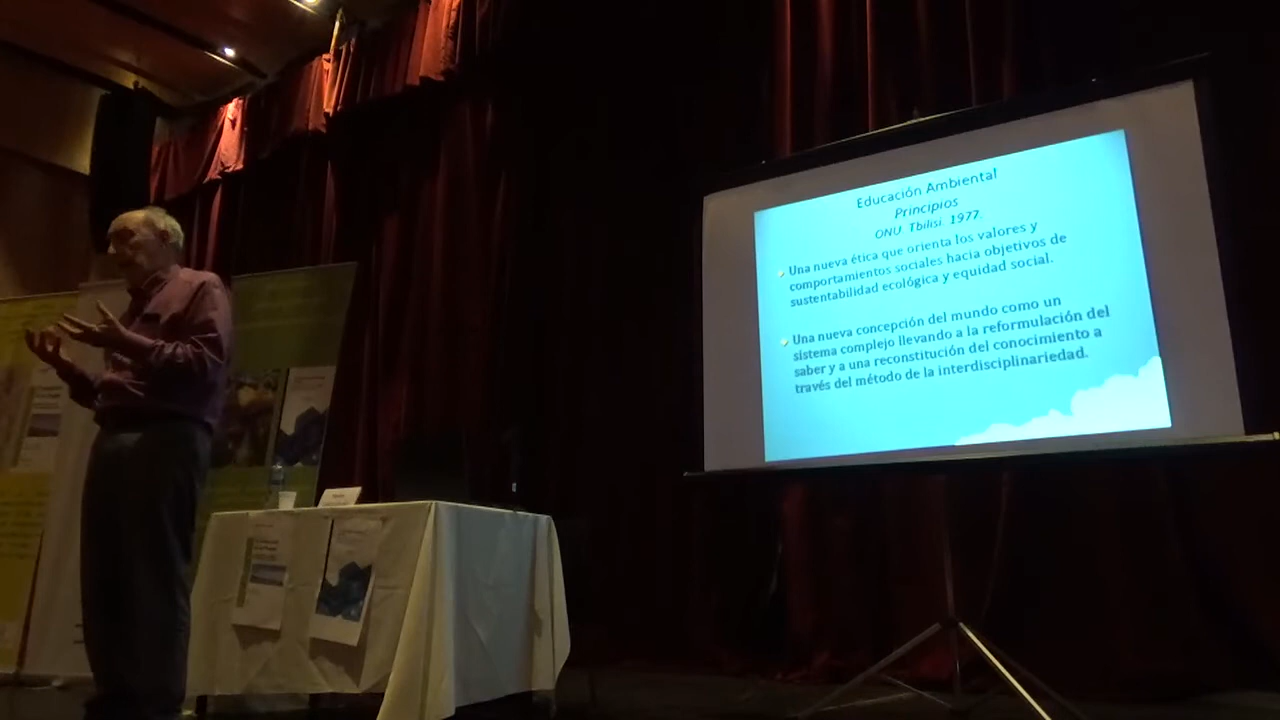 Educación Ambiental
Principios
ONU. Tbilisi. 1977.
Una nueva ética que orienta los valores y
comportamientos sociales hacia objetivos de
sustentabilidad ecológica y equidad social.
Una nueva concepción del mundo como un
sistema complejo llevando a la reformulación del
saber y a una reconstitución del conocimiento a
través del método de la interdisciplinariedad.